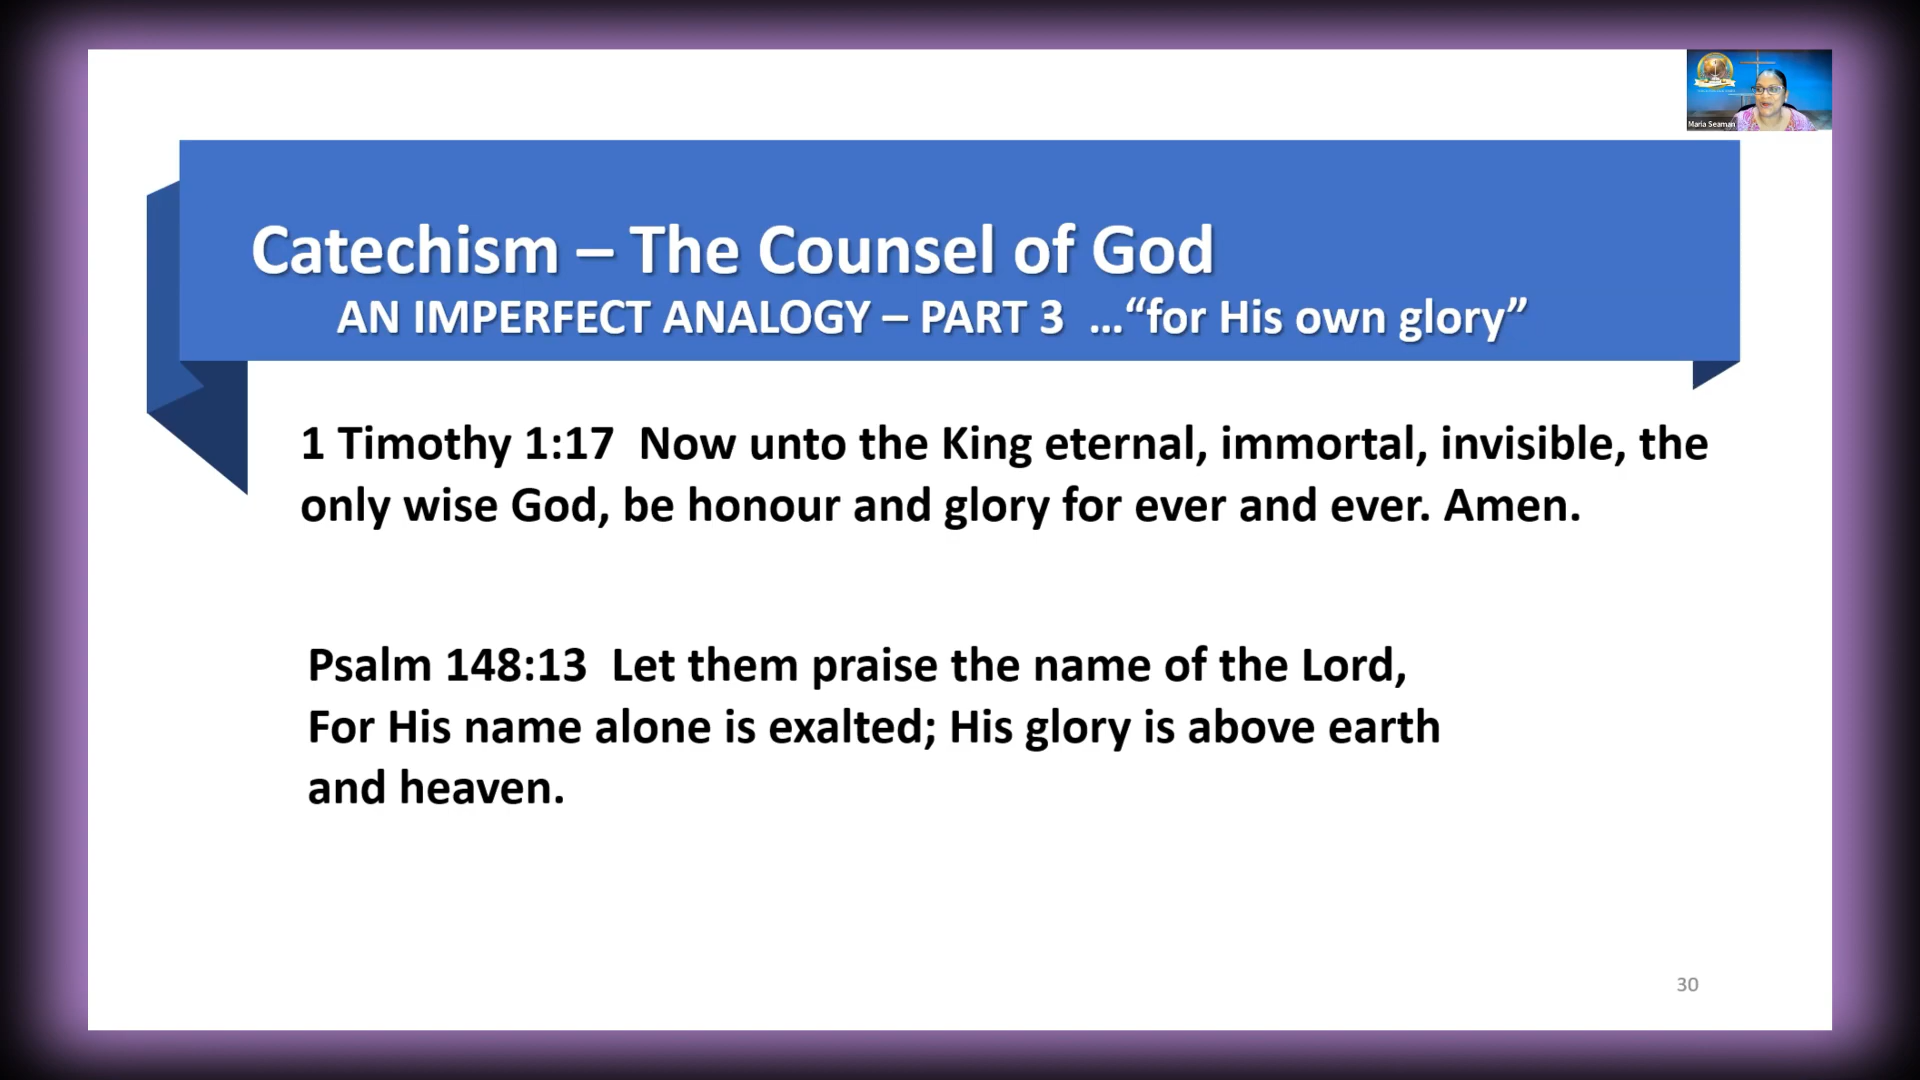 Maria Seaman
Catechism – The Counsel of God
AN IMPERFECT ANALOGY – PART 3 …“for His own glory”
1 Timothy 1:17 Now unto the King eternal, immortal, invisible, the
only wise God, be honour and glory for ever and ever. Amen.
Psalm 148:13 Let them praise the name of the Lord,
For His name alone is exalted; His glory is above earth
and heaven.
30